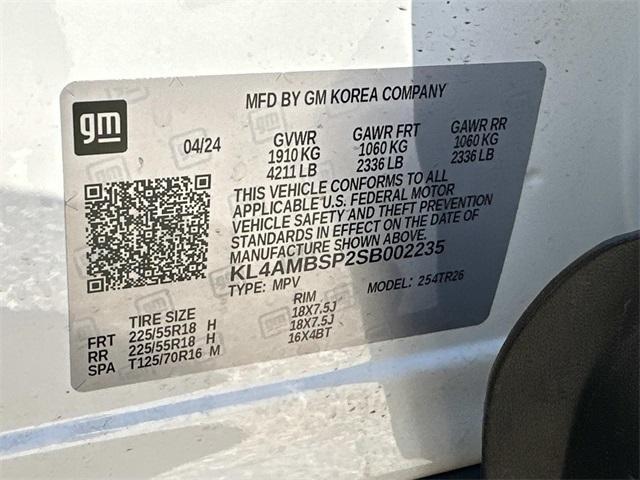 gm
MFD BY GM KOREA COMPANY
04/24 GVWR GAWR FRT GAWR RR
1910 KG 1060 KG 1060 KG
4211 LB 2336 LB 2336 LB
THIS VEHICLE CONFORMS TO ALL
APPLICABLE U.S. FEDERAL MOTOR
VEHICLE SAFETY AND THEFT PREVENTION
STANDARDS IN EFFECT ON THE DATE OF
MANUFACTURE SHOWN ABOVE.
KL4AMBSP2SB002235
TYPE: MPV MODEL: 254TR26
TIRE SIZE RIM
FRT 225/55R18 H 18X7.5J
RR 225/55R18 H 18X7.5J
SPA T125/70R16 M 16X4BT